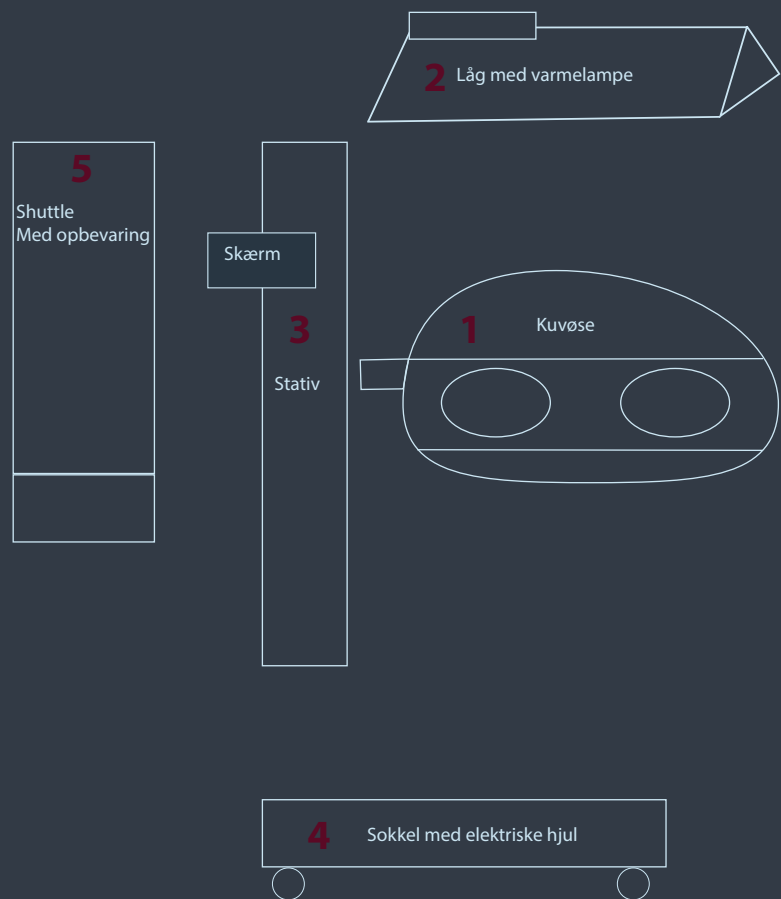 2 Låg med varmelampe
5
Shuttle
Med opbevaring
Skærm
3
Stativ
1 Kuvøse
4 Sokkel med elektriske hjul